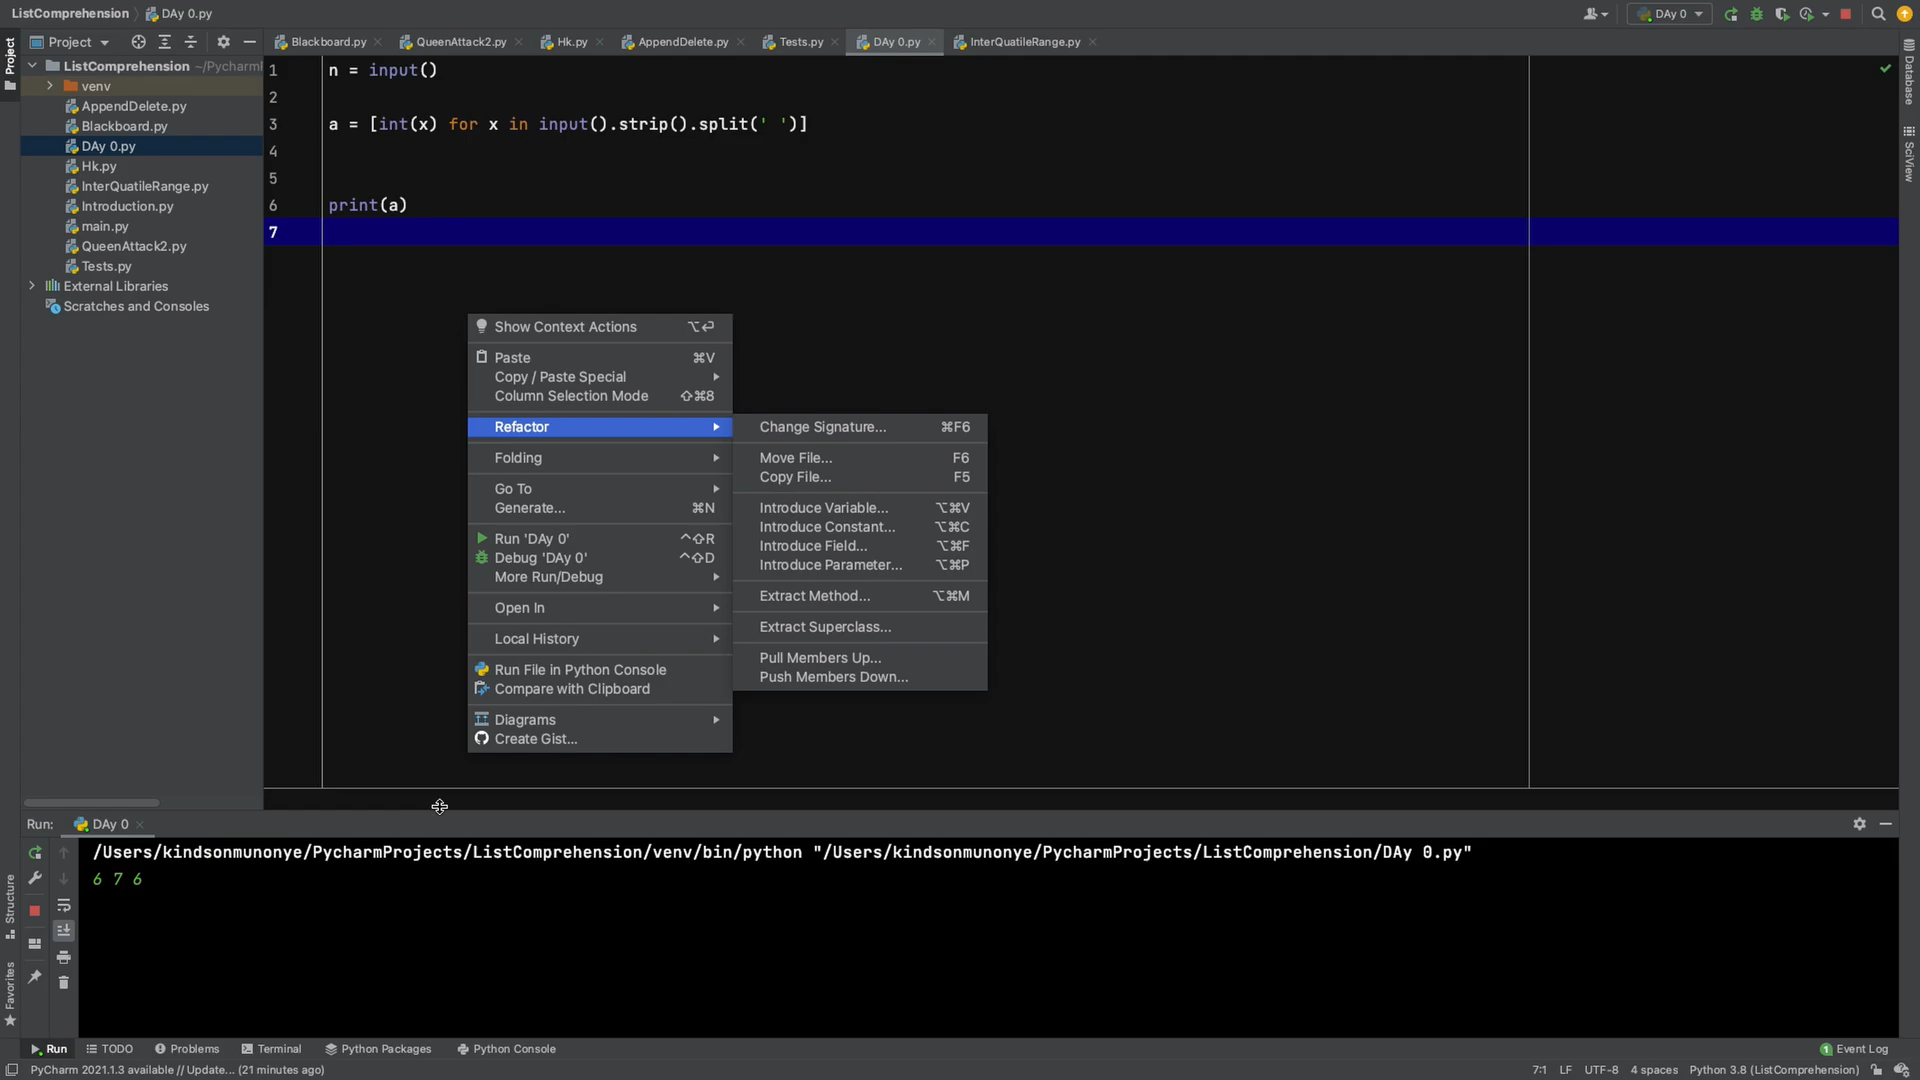 ListComprehension DAy 0.py DAy 0
Project Blackboard.py QueenAttack2.py Hk.py AppendDelete.py Tests.py DAy 0.py InterQuatileRange.py
Project
Structure
Favorites
Database
SciView
ListComprehension ~/Pycharm
venv
AppendDelete.py
Blackboard.py
DAy 0.py
Hk.py
InterQuatileRange.py
Introduction.py
main.py
QueenAttack2.py
Tests.py
External Libraries
Scratches and Consoles
1 n = input()
2
3 a = [int(x) for x in input().strip().split(' ')]
4
5
6 print(a)
7
Show Context Actions ⌥⏎
Paste ⌘V
Copy / Paste Special
Column Selection Mode ⇧⌘8
Refactor
Folding
Go To
Generate... ⌘N
Run 'DAy 0' ^⇧R
Debug 'DAy 0' ^⇧D
More Run/Debug
Open In
Local History
Run File in Python Console
Compare with Clipboard
Diagrams
Create Gist...
Change Signature... ⌘F6
Move File... F6
Copy File... F5
Introduce Variable... ⌥⌘V
Introduce Constant... ⌥⌘C
Introduce Field... ⌥⌘F
Introduce Parameter... ⌥⌘P
Extract Method... ⌥⌘M
Extract Superclass...
Pull Members Up...
Push Members Down...
Run: DAy 0
/Users/kindsonmunonye/PycharmProjects/ListComprehension/venv/bin/python "/Users/kindsonmunonye/PycharmProjects/ListComprehension/DAy 0.py"
6 7 6
Run TODO Problems Terminal Python Packages Python Console 1 Event Log
PyCharm 2021.1.3 available // Update... (21 minutes ago) 7:1 LF UTF-8 4 spaces Python 3.8 (ListComprehension)